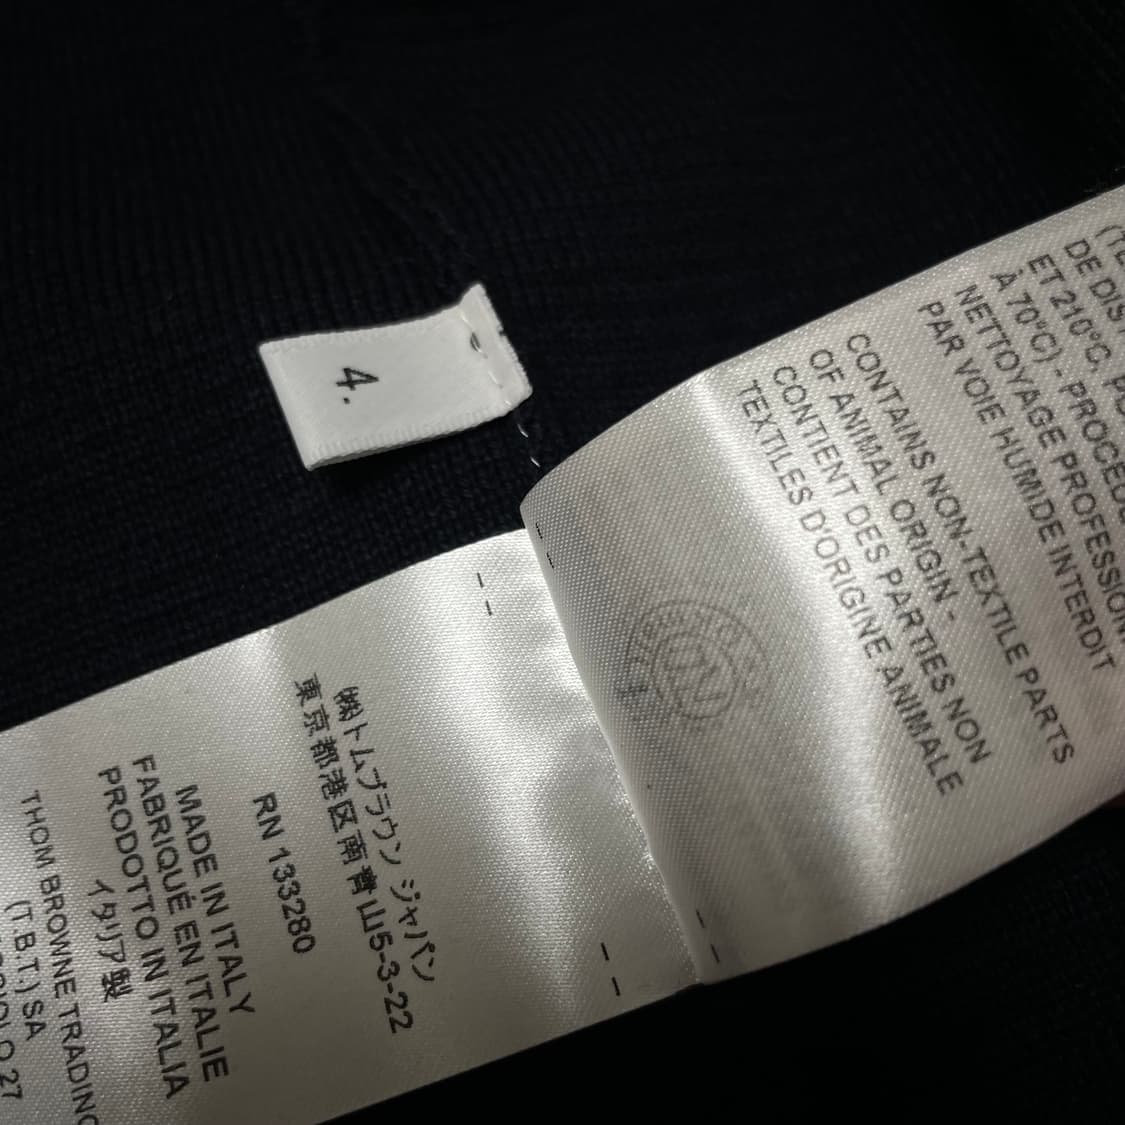 4.
(TE
DE DIS
ET 210°C, P
À 70°C) - PROCÉD
NETTOYAGE PROFESSION
PAR VOIE HUMIDE INTERDIT
CONTAINS NON-TEXTILE PARTS
OF ANIMAL ORIGIN -
CONTIENT DES PARTIES NON
TEXTILES D'ORIGINE ANIMALE
㈱トムブラウン ジャパン
東京都港区南青山5-3-22
RN 133280
MADE IN ITALY
FABRIQUÉ EN ITALIE
PRODOTTO IN ITALIA
イタリア製
THOM BROWNE TRADING
(T.B.T.) SA
27